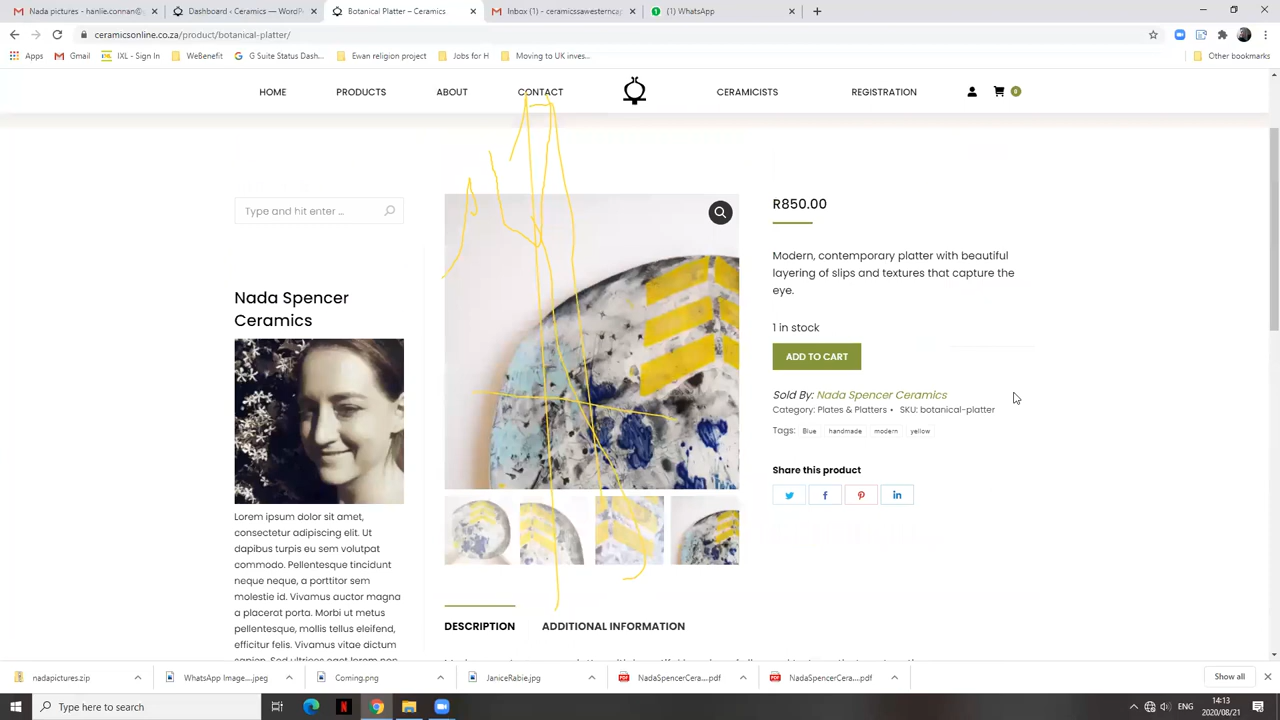 Nada pictures - hanlie.connan@
Dashboard ‹ Ceramics Online — W
Botanical Platter – Ceramics
Inbox (1) - ceramicssawesternc
(1) WhatsApp
ceramicsonline.co.za/product/botanical-platter/
Apps
Gmail
IXL - Sign In
WeBenefit
G Suite Status Dash...
Ewan religion project
Jobs for H
Moving to UK inves...
Other bookmarks
HOME
PRODUCTS
ABOUT
CONTACT
CERAMICISTS
REGISTRATION
0
Type and hit enter ...
R850.00
Modern, contemporary platter with beautiful
layering of slips and textures that capture the
eye.
Nada Spencer
Ceramics
1 in stock
ADD TO CART
Sold By: Nada Spencer Ceramics
Category: Plates & Platters • SKU: botanical-platter
Tags: Blue handmade modern yellow
Share this product
Lorem ipsum dolor sit amet,
consectetur adipiscing elit. Ut
dapibus turpis eu sem volutpat
commodo. Pellentesque tincidunt
neque neque, a porttitor sem
molestie id. Vivamus auctor magna
a placerat porta. Morbi ut metus
pellentesque, mollis tellus eleifend,
efficitur felis. Vivamus vitae dictum
DESCRIPTION
ADDITIONAL INFORMATION
nadapictures.zip
WhatsApp Image....jpeg
Coming.png
JaniceRabie.jpg
NadaSpencerCera....pdf
NadaSpencerCera....pdf
Show all
Type here to search
ENG
14:13
2020/08/21